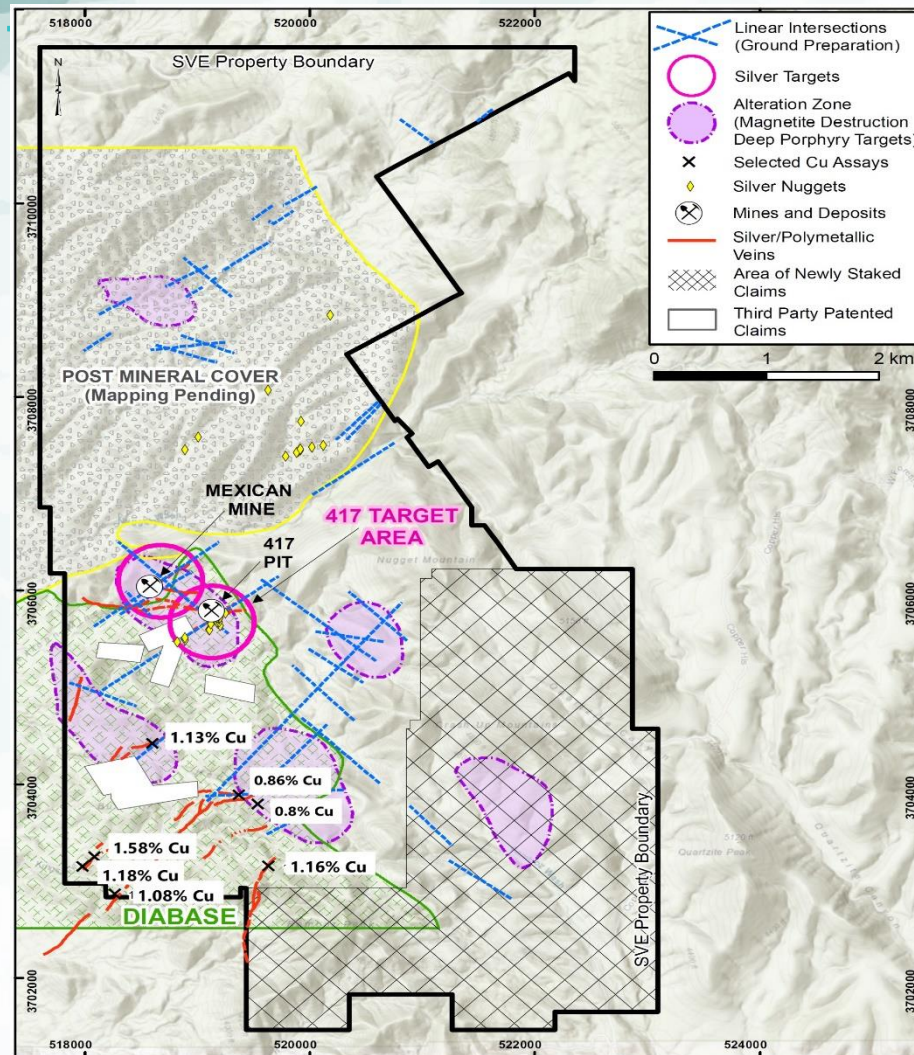 518000
520000
522000
SVE Property Boundary
N
Linear Intersections
(Ground Preparation)
Silver Targets
Alteration Zone
(Magnetite Destruction
Deep Porphyry Targets)
Selected Cu Assays
Silver Nuggets
Mines and Deposits
Silver/Polymetallic
Veins
Area of Newly Staked
Claims
Third Party Patented
Claims
0 1 2 km
3710000
3708000
3708000
POST MINERAL COVER
(Mapping Pending)
MEXICAN
MINE
417 TARGET
AREA
417
PIT
Nugget Mountain
3706000
3706000
1.13% Cu
0.86% Cu
0.8% Cu
3704000
3704000
1.58% Cu
1.18% Cu
1.08% Cu
1.16% Cu
DIABASE
Quartzite Peak
SVE Property Boundary
3702000
3702000
518000
520000
522000
524000